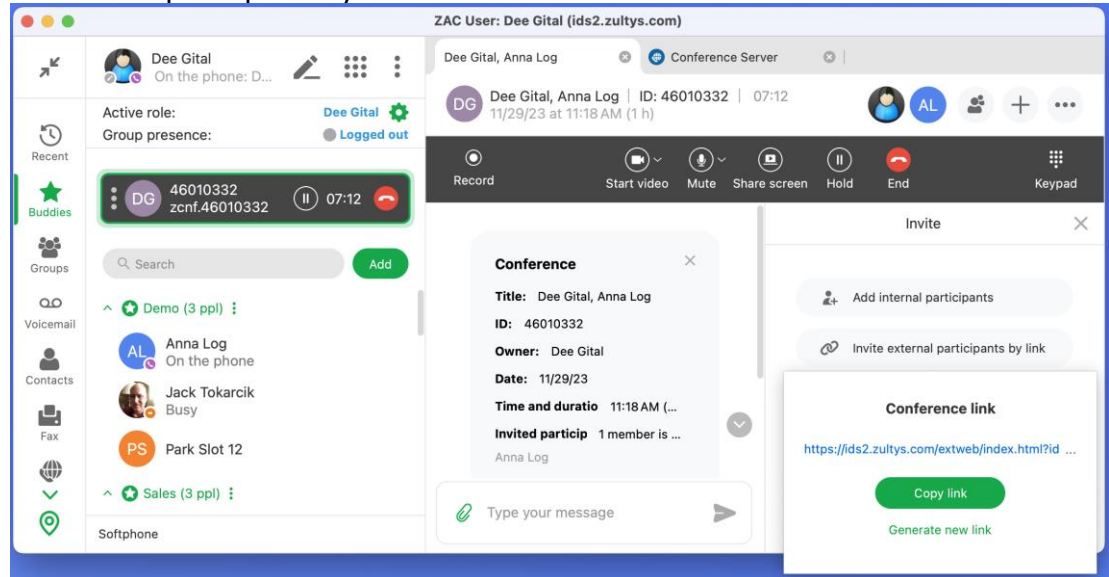 ZAC User: Dee Gital (ids2.zultys.com)
Dee Gital
On the phone: D...
Active role:
Dee Gital
Group presence:
Logged out
Recent
Buddies
Groups
Voicemail
Contacts
Fax
DG
46010332
zcnf.46010332
07:12
Search
Add
Demo (3 ppl)
AL
Anna Log
On the phone
Jack Tokarcik
Busy
PS
Park Slot 12
Sales (3 ppl)
Softphone
Dee Gital, Anna Log
Conference Server
DG
Dee Gital, Anna Log | ID: 46010332 | 07:12
11/29/23 at 11:18 AM (1 h)
AL
Record
Start video
Mute
Share screen
Hold
End
Keypad
Conference
Title: Dee Gital, Anna Log
ID: 46010332
Owner: Dee Gital
Date: 11/29/23
Time and duratio 11:18 AM (...
Invited particip 1 member is ...
Anna Log
Type your message
Invite
Add internal participants
Invite external participants by link
Conference link
https://ids2.zultys.com/extweb/index.html?id ...
Copy link
Generate new link